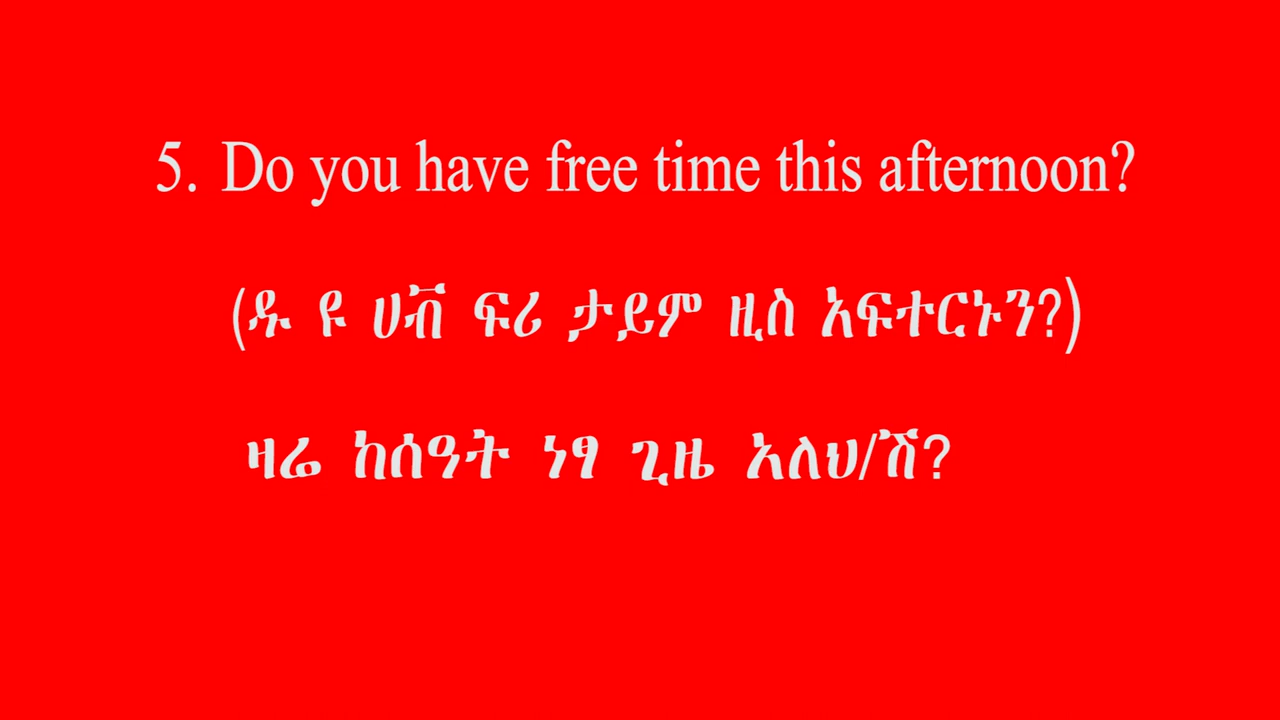 5. Do you have free time this afternoon?
(ዱ ዩ ሀቭ ፍሪ ታይም ዚስ አፍተርኑን?)
ዛሬ ከሰዓት ነፃ ጊዜ አለህ/ሽ?